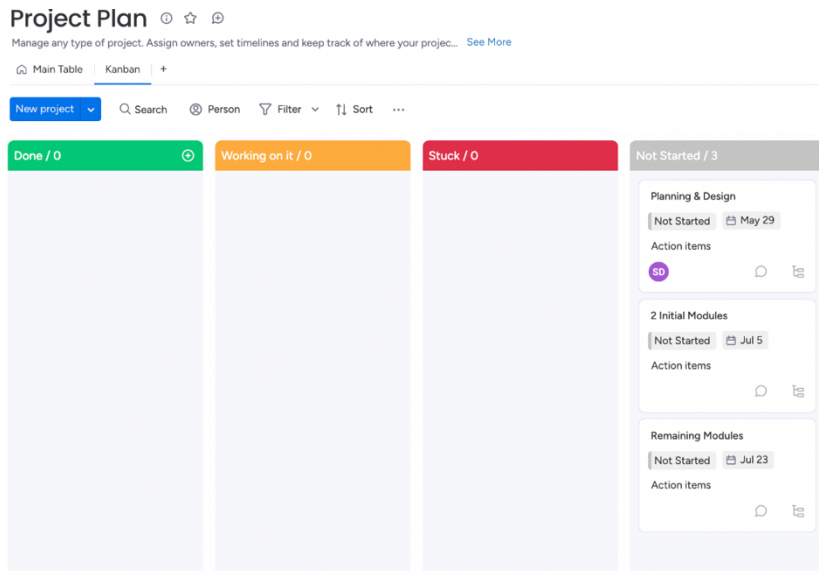 Project Plan
Manage any type of project. Assign owners, set timelines and keep track of where your projec... See More
Main Table Kanban +
New project Search Person Filter Sort ...
Done / 0
Working on it / 0
Stuck / 0
Not Started / 3
Planning & Design
Not Started May 29
Action items
SD
2 Initial Modules
Not Started Jul 5
Action items
Remaining Modules
Not Started Jul 23
Action items